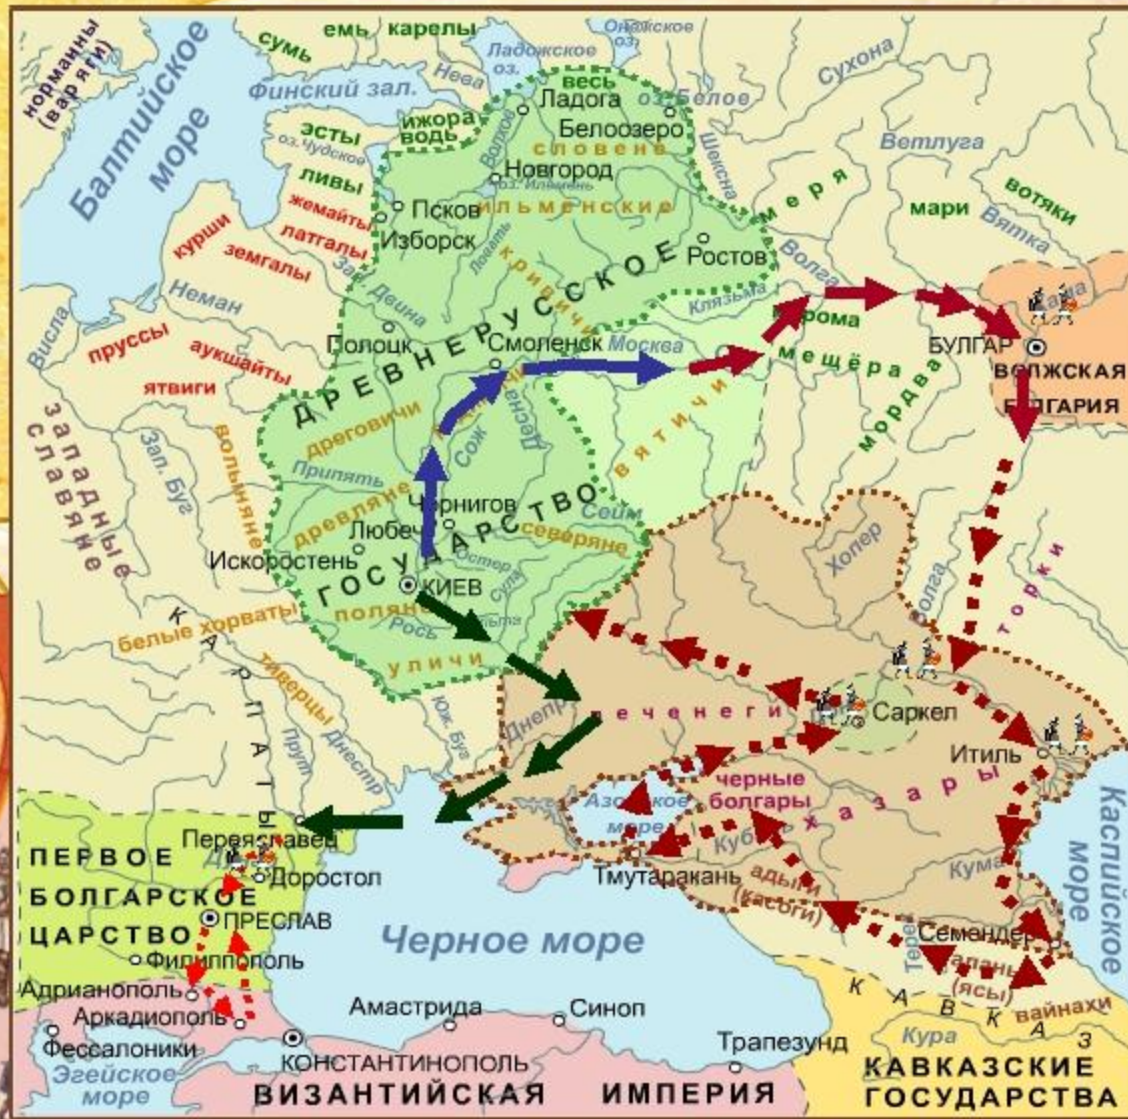 норманны
(варяги)
Балтийское
море
сумь
емь карелы
Онежское
оз.
Ладожское
оз.
Нева
Финский зал.
Сухона
весь
Ладога
оз. Белое
Белоозеро
ижора
водь
эсты
оз. Чудское
Волхов
словене
Шексна
Ветлуга
ливы
Новгород
оз. Ильмень
жемайты
Псков
ильменские
меря
мари
вотяки
Вятка
курши
латгалы
Изборск
земгалы
Ловать
Ростов
Волга
Зап. Двина
кривичи
Неман
Клязьма
Кама
Висла
Полоцк
Смоленск
Москва
мурома
БУЛГАР
пруссы
аукшайты
мещёра
ВОЛЖСКАЯ
БУЛГАРИЯ
ятвиги
ДРЕВНЕРУССКОЕ
ГОСУДАРСТВО
мордва
западные
славяне
дреговичи
Сож
Десна
вятичи
Зап. Буг
волыняне
Припять
древляне
Чернигов
Сейм
Любеч
северяне
Хопер
Искоростень
Остер
Сула
КИЕВ
Волга
торки
поляне
белые хорваты
Рось
уличи
КАРПАТЫ
тиверцы
Прут
Днестр
Юж. Буг
Днепр
печенеги
Саркел
Итиль
черные
болгары
хазары
Азовское
море
Кубань
Кума
Каспийское
море
Переяславец
ПЕРВОЕ
БОЛГАРСКОЕ
ЦАРСТВО
Доростол
Тмутаракань
адыги
(касоги)
ПРЕСЛАВ
Черное море
Терек
Семендер
аланы
(ясы)
Филиппополь
Адрианополь
Аркадиополь
Амастрида
Синоп
КАВКАЗ
вайнахи
Фессалоники
КОНСТАНТИНОПОЛЬ
Трапезунд
Кура
Эгейское
море
ВИЗАНТИЙСКАЯ ИМПЕРИЯ
КАВКАЗСКИЕ
ГОСУДАРСТВА